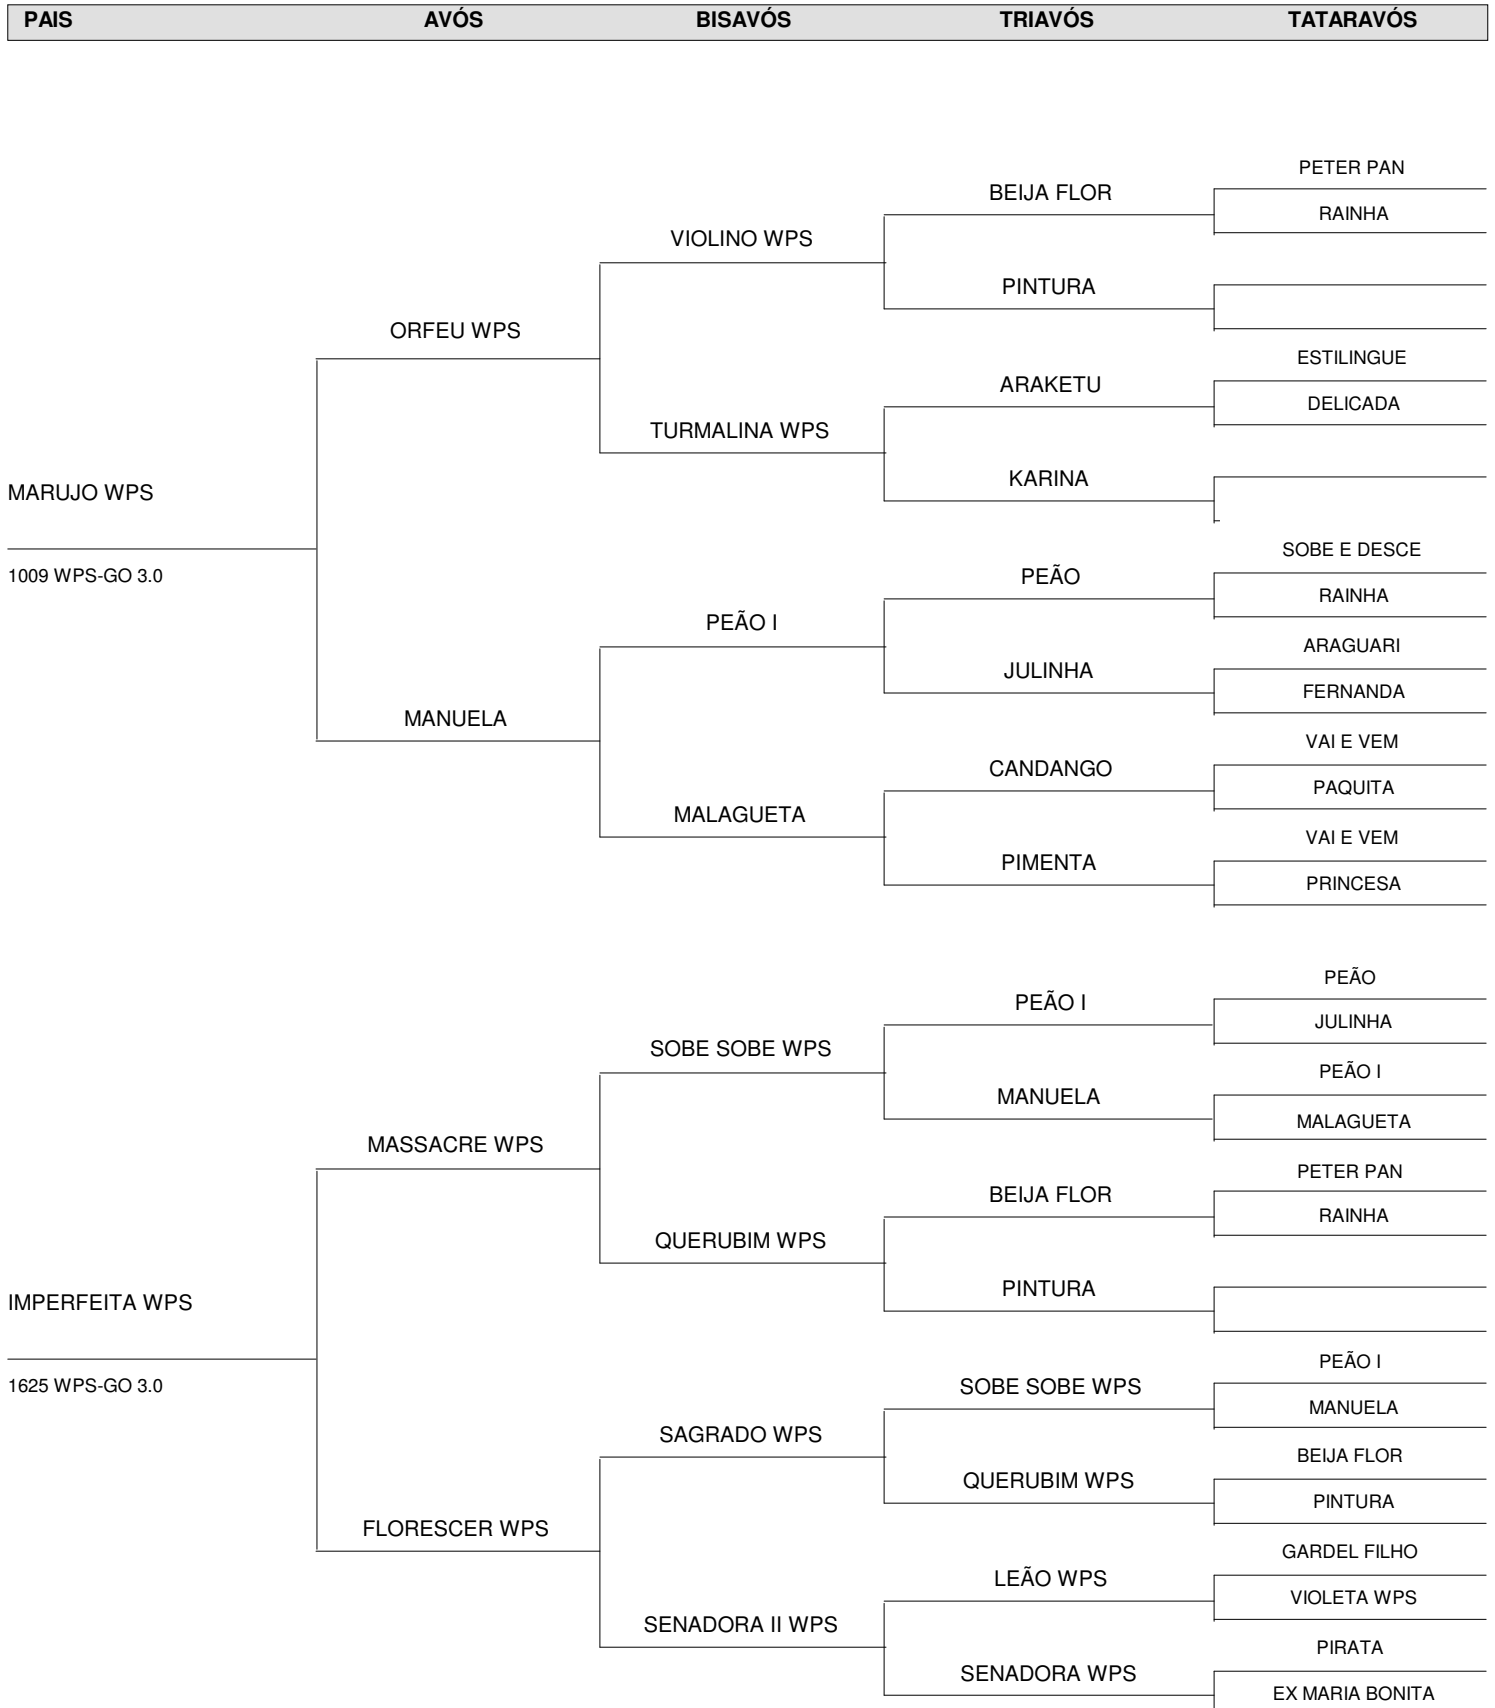 PAIS AVÓS BISAVÓS TRIAVÓS TATARAVÓS
PETER PAN
BEIJA FLOR
RAINHA
VIOLINO WPS
PINTURA
ORFEU WPS
ESTILINGUE
ARAKETU
DELICADA
TURMALINA WPS
KARINA
MARUJO WPS
SOBE E DESCE
1009 WPS-GO 3.0
PEÃO
RAINHA
PEÃO I
ARAGUARI
JULINHA
FERNANDA
MANUELA
VAI E VEM
CANDANGO
PAQUITA
MALAGUETA
VAI E VEM
PIMENTA
PRINCESA
PEÃO
PEÃO I
JULINHA
SOBE SOBE WPS
PEÃO I
MANUELA
MALAGUETA
MASSACRE WPS
PETER PAN
BEIJA FLOR
RAINHA
QUERUBIM WPS
PINTURA
IMPERFEITA WPS
PEÃO I
1625 WPS-GO 3.0
SOBE SOBE WPS
MANUELA
SAGRADO WPS
BEIJA FLOR
QUERUBIM WPS
PINTURA
FLORESCER WPS
GARDEL FILHO
LEÃO WPS
VIOLETA WPS
SENADORA II WPS
PIRATA
SENADORA WPS
EX MARIA BONITA